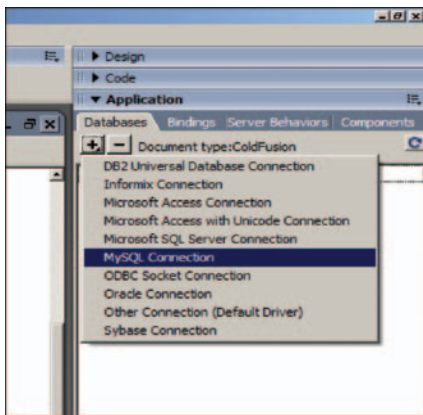 Design
Code
Application
Databases Bindings Server Behaviors Components
Document type:ColdFusion
DB2 Universal Database Connection
Informix Connection
Microsoft Access Connection
Microsoft Access with Unicode Connection
Microsoft SQL Server Connection
MySQL Connection
ODBC Socket Connection
Oracle Connection
Other Connection (Default Driver)
Sybase Connection